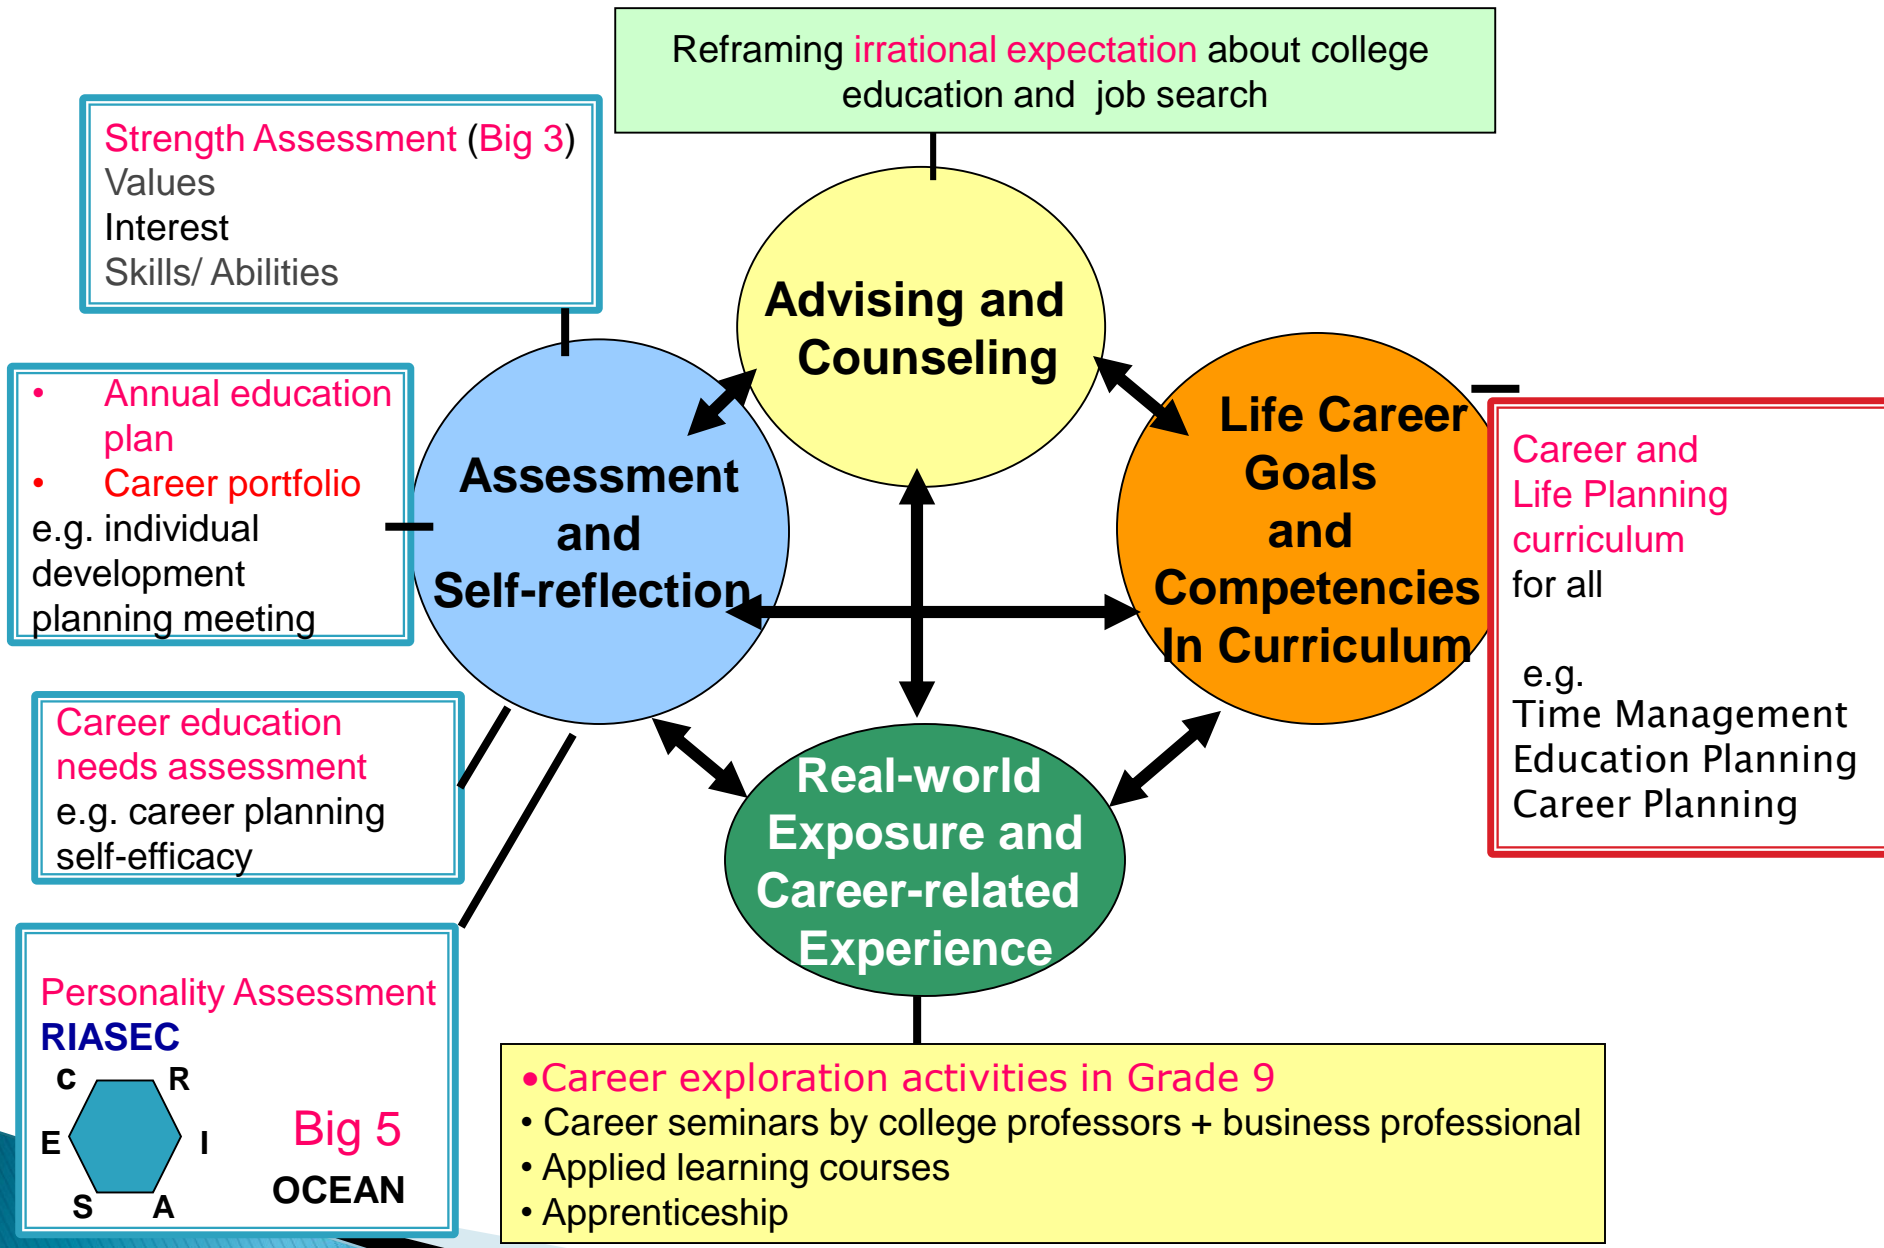 Reframing irrational expectation about college
education and job search
Strength Assessment (Big 3)
Values
Interest
Skills/ Abilities
Advising and
Counseling
• Annual education
plan
• Career portfolio
e.g. individual
development
planning meeting
Assessment
and
Self-reflection
Life Career
Goals
and
Competencies
In Curriculum
Career and
Life Planning
curriculum
for all
e.g.
Time Management
Education Planning
Career Planning
Career education
needs assessment
e.g. career planning
self-efficacy
Real-world
Exposure and
Career-related
Experience
Personality Assessment
RIASEC
C R
E I
S A
Big 5
OCEAN
•Career exploration activities in Grade 9
• Career seminars by college professors + business professional
• Applied learning courses
• Apprenticeship